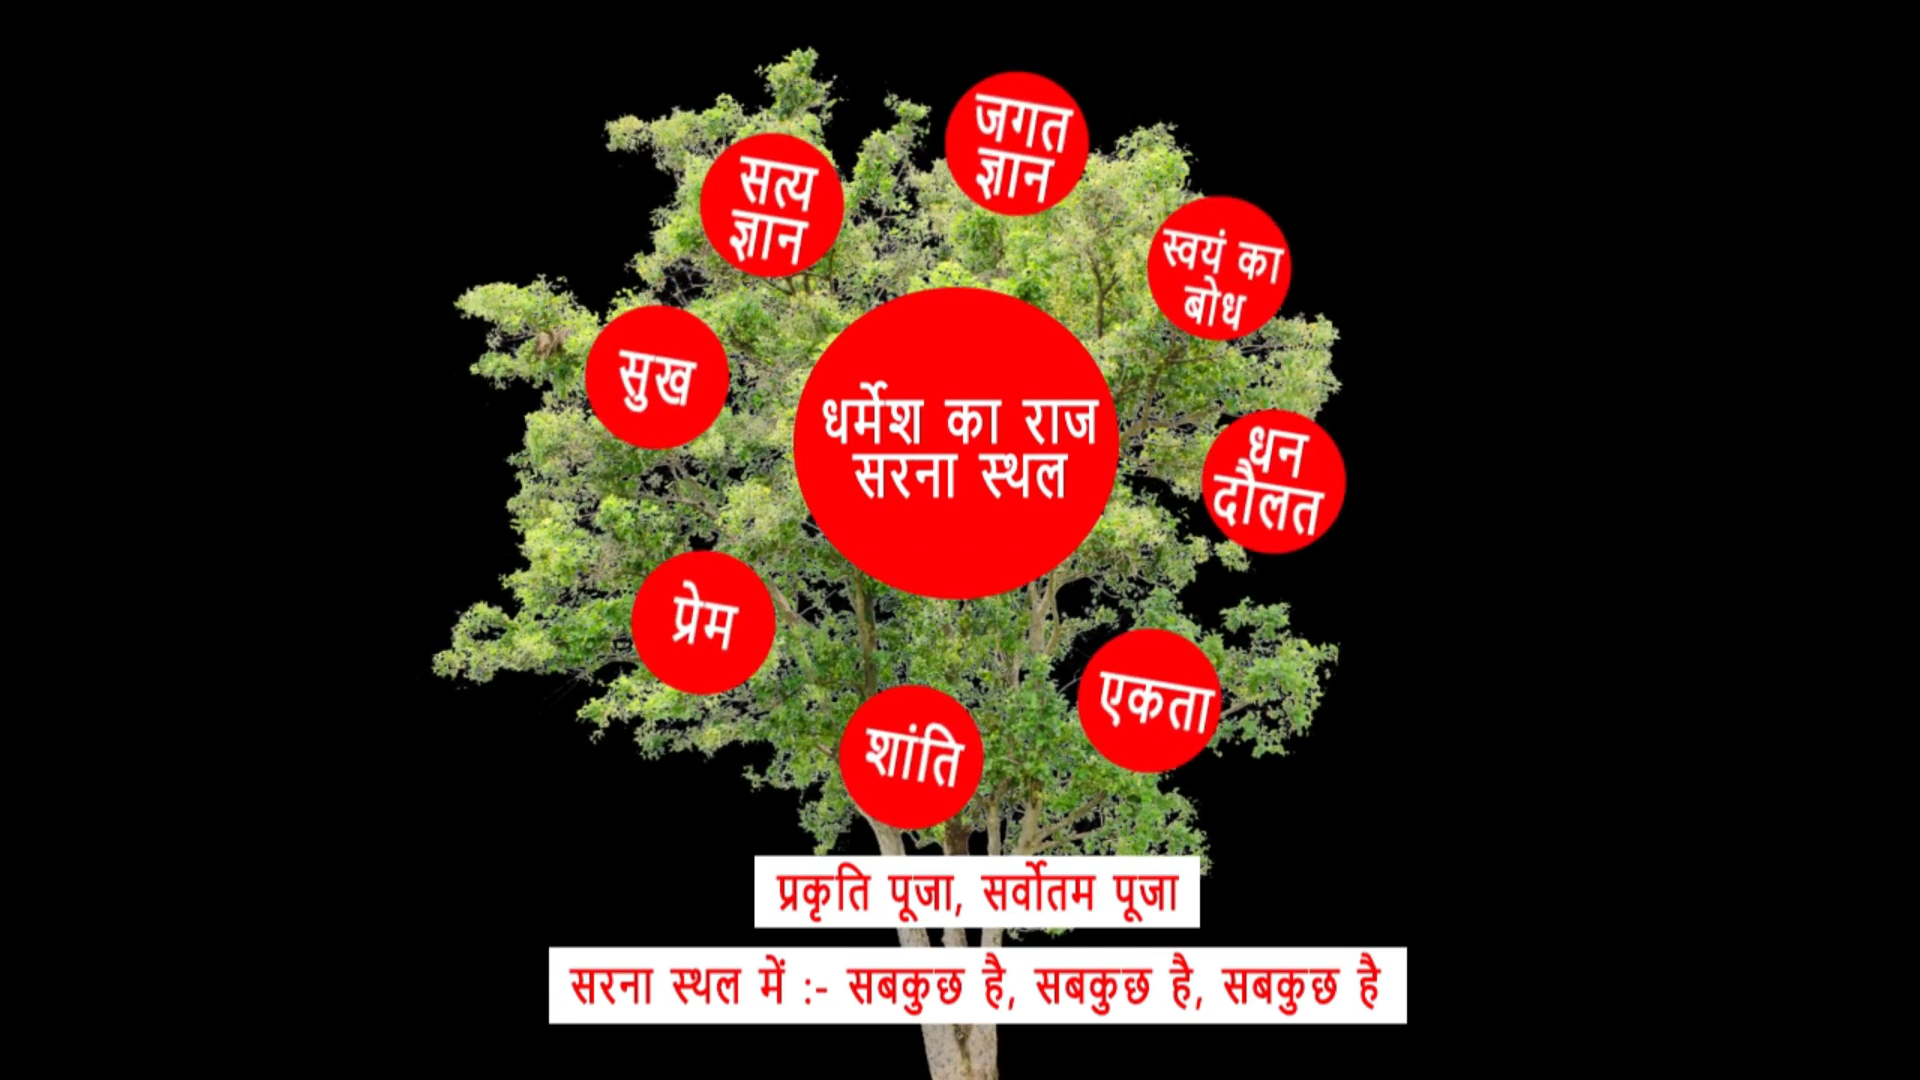 जगत
ज्ञान
सत्य
ज्ञान
स्वयं का
बोध
सुख
धर्मेश का राज
सरना स्थल
धन
दौलत
प्रेम
एकता
शांति
प्रकृति पूजा, सर्वोतम पूजा
सरना स्थल में :- सबकुछ है, सबकुछ है, सबकुछ है